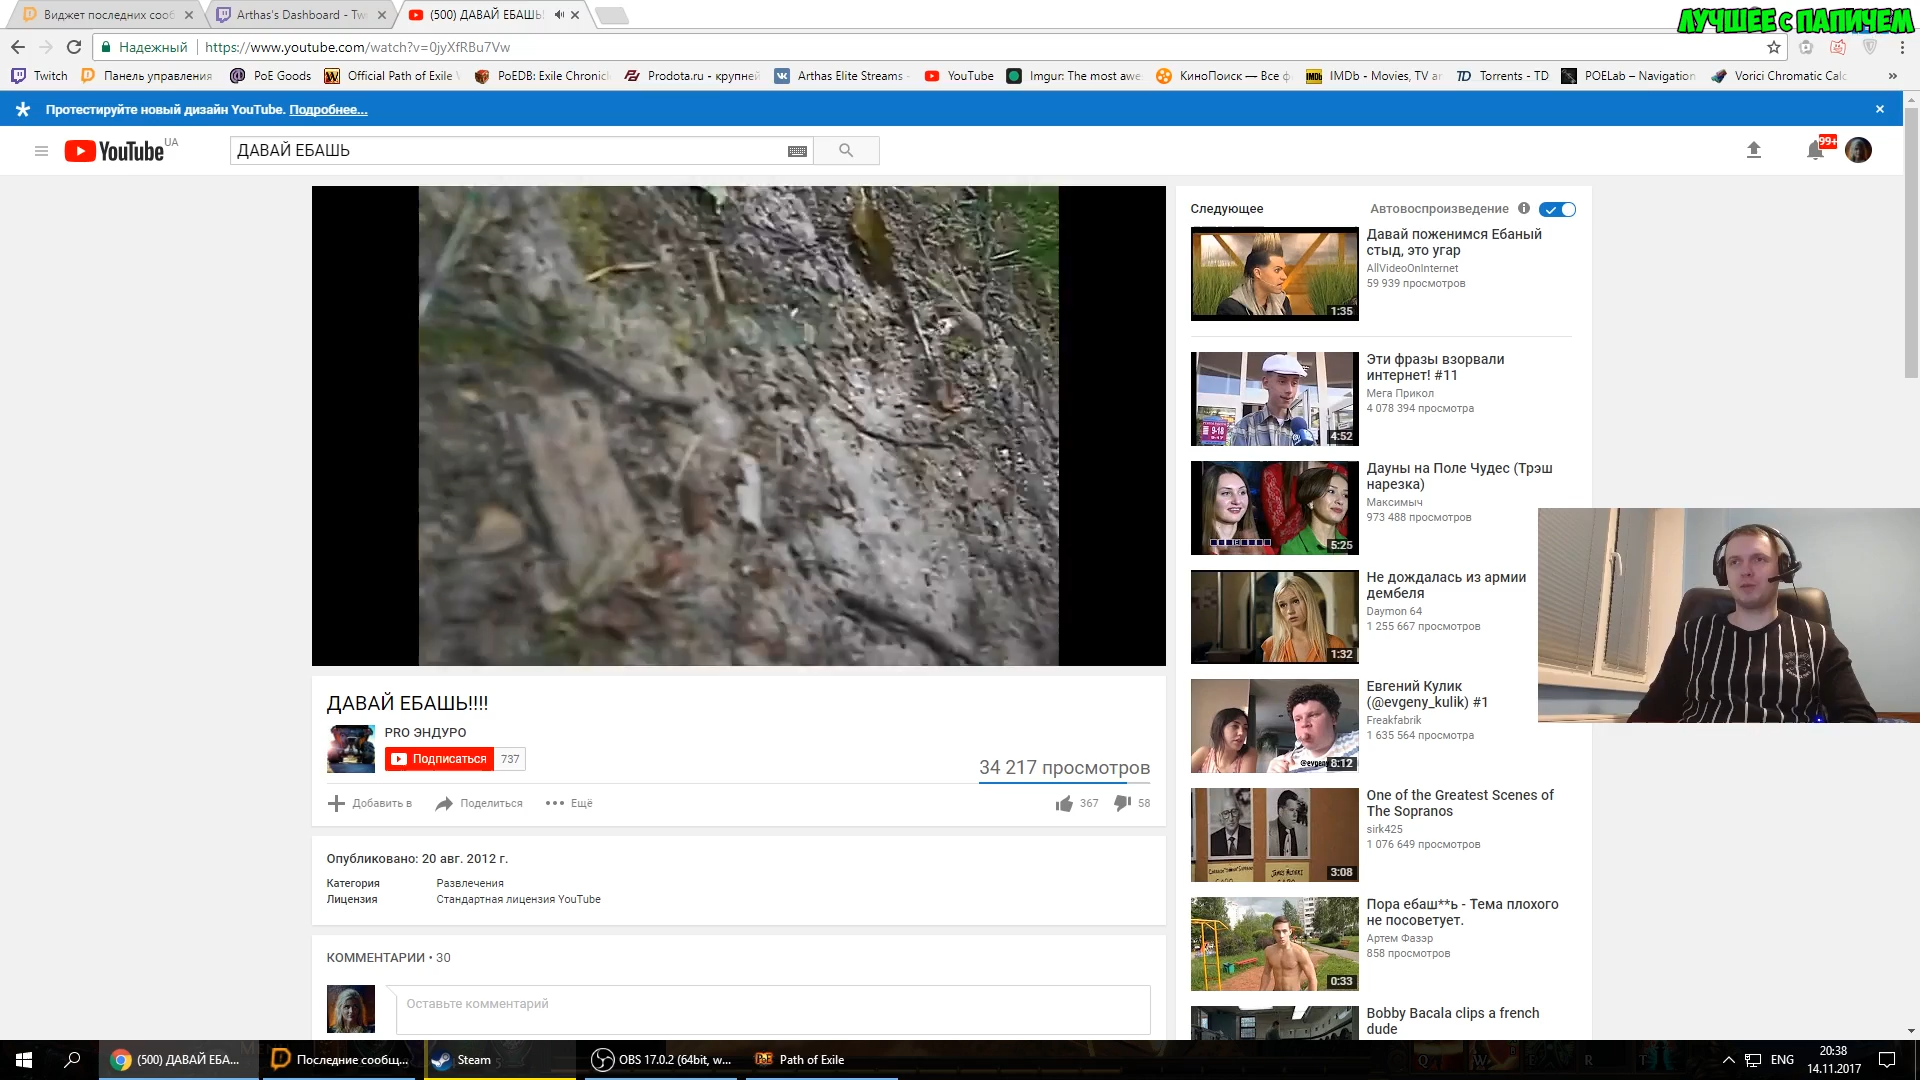 Виджет последних сооб
Arthas's Dashboard - Tw
(500) ДАВАЙ ЕБАШЬ!
ЛУЧШЕЕ с ПАПИЧЕМ
Надежный
https://www.youtube.com/watch?v=0jyXfRBu7Vw
Twitch
Панель управления
PoE Goods
Official Path of Exile
PoEDB: Exile Chronicl
Prodota.ru - крупней
Arthas Elite Streams -
YouTube
Imgur: The most awe
КиноПоиск — Все ф
IMDb - Movies, TV ar
Torrents - TD
POELab – Navigation
Vorici Chromatic Calc
Протестируйте новый дизайн YouTube. Подробнее...
YouTube UA
ДАВАЙ ЕБАШЬ
99+
Следующее
Автовоспроизведение
Давай поженимся Ебаный
стыд, это угар
AllVideoOnInternet
59 939 просмотров
1:35
Эти фразы взорвали
интернет! #11
Мега Прикол
4 078 394 просмотра
4:52
Дауны на Поле Чудес (Трэш
нарезка)
Максимыч
973 488 просмотров
5:25
Не дождалась из армии
дембеля
Daymon 64
1 255 667 просмотров
1:32
Евгений Кулик
(@evgeny_kulik) #1
Freakfabrik
1 635 564 просмотра
8:12
One of the Greatest Scenes of
The Sopranos
sirk425
1 076 649 просмотров
3:08
Пора ебаш**ь - Тема плохого
не посоветует.
Артем Фазэр
858 просмотров
0:33
Bobby Bacala clips a french
dude
ДАВАЙ ЕБАШЬ!!!!
PRO ЭНДУРО
Подписаться
737
34 217 просмотров
Добавить в
Поделиться
Ещё
367
58
Опубликовано: 20 авг. 2012 г.
Категория
Развлечения
Лицензия
Стандартная лицензия YouTube
КОММЕНТАРИИ • 30
Оставьте комментарий
(500) ДАВАЙ ЕБА...
Последние сообщ...
Steam
OBS 17.0.2 (64bit, w...
Path of Exile
ENG
20:38
14.11.2017